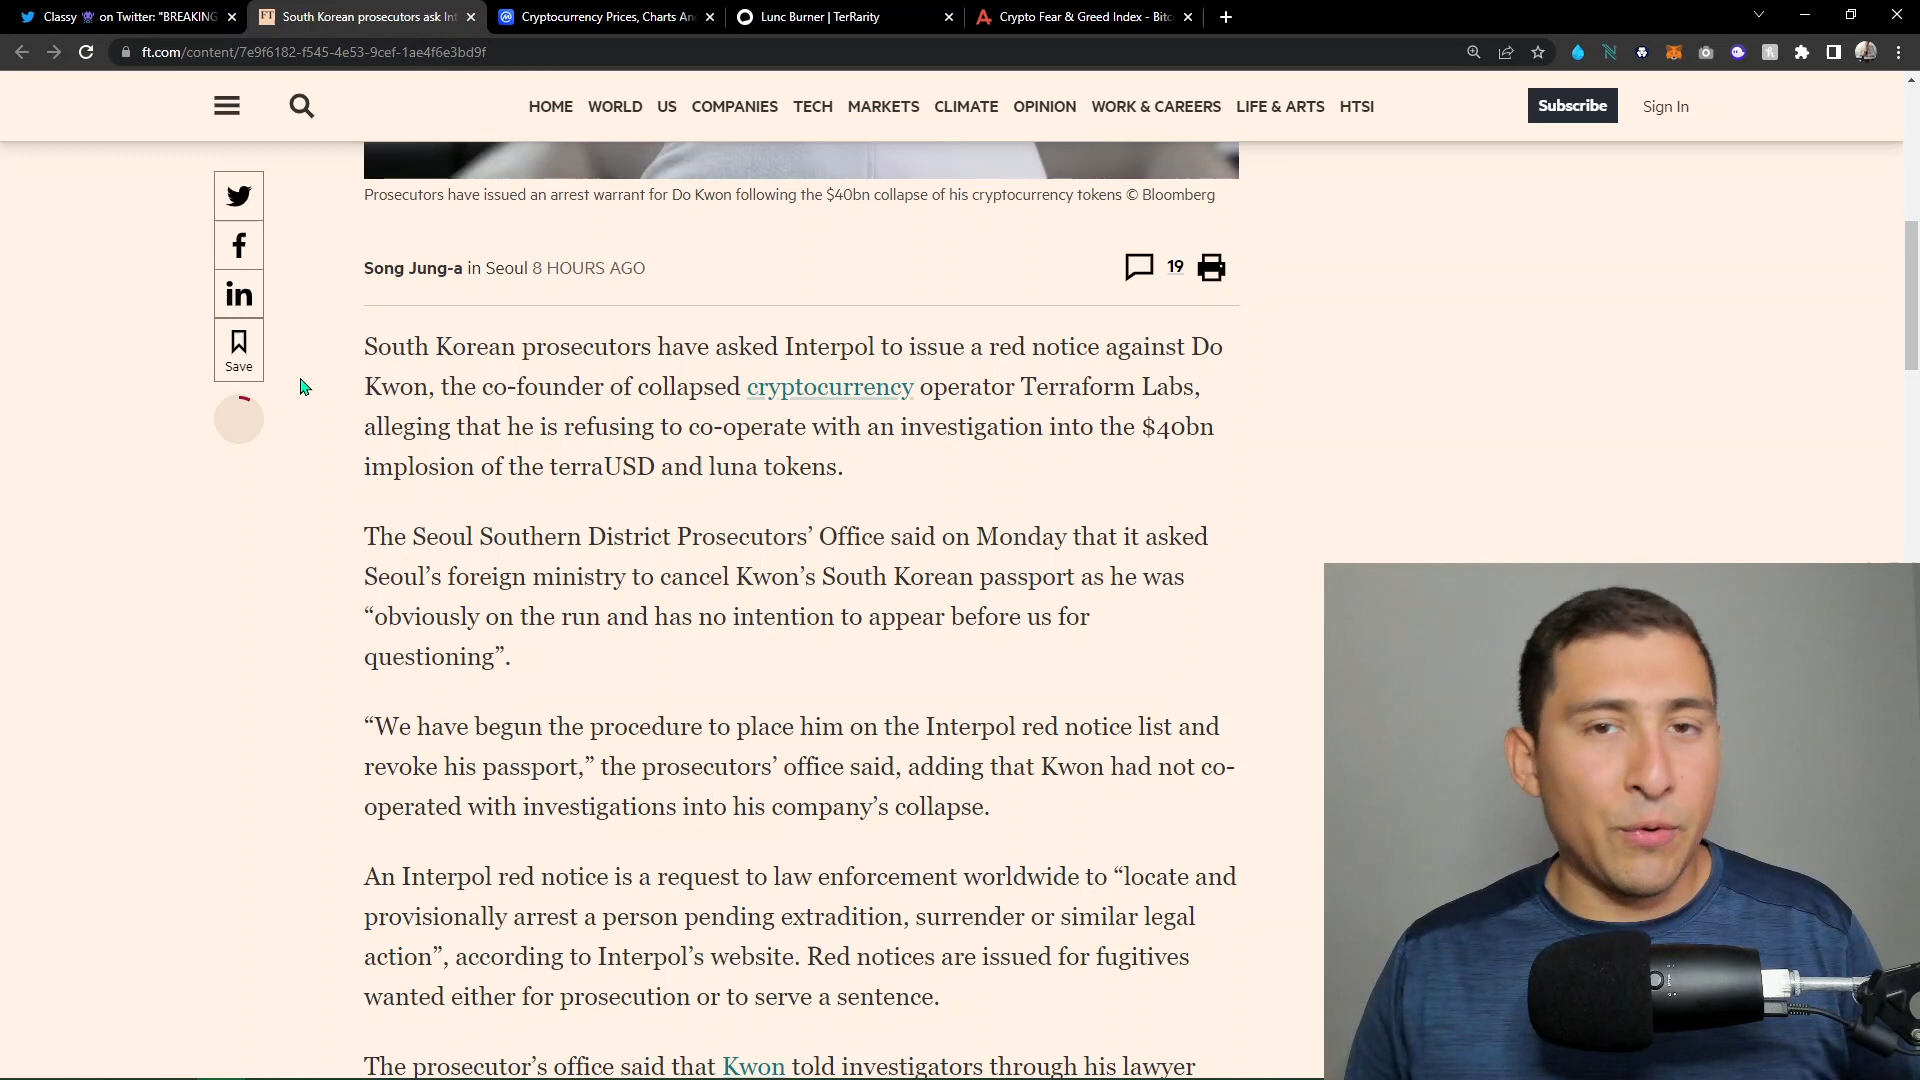 Classy 👾 on Twitter: "BREAKING
FT South Korean prosecutors ask Int
Cryptocurrency Prices, Charts An
Lunc Burner | TerRarity
Crypto Fear & Greed Index - Bitc
ft.com/content/7e9f6182-f545-4e53-9cef-1ae4f6e3bd9f
HOME WORLD US COMPANIES TECH MARKETS CLIMATE OPINION WORK & CAREERS LIFE & ARTS HTSI
Subscribe
Sign In
Prosecutors have issued an arrest warrant for Do Kwon following the $40bn collapse of his cryptocurrency tokens © Bloomberg
Song Jung-a in Seoul 8 HOURS AGO
19
Save
South Korean prosecutors have asked Interpol to issue a red notice against Do
Kwon, the co-founder of collapsed cryptocurrency operator Terraform Labs,
alleging that he is refusing to co-operate with an investigation into the $40bn
implosion of the terraUSD and luna tokens.
The Seoul Southern District Prosecutors’ Office said on Monday that it asked
Seoul’s foreign ministry to cancel Kwon’s South Korean passport as he was
“obviously on the run and has no intention to appear before us for
questioning”.
“We have begun the procedure to place him on the Interpol red notice list and
revoke his passport,” the prosecutors’ office said, adding that Kwon had not co-
operated with investigations into his company’s collapse.
An Interpol red notice is a request to law enforcement worldwide to “locate and
provisionally arrest a person pending extradition, surrender or similar legal
action”, according to Interpol’s website. Red notices are issued for fugitives
wanted either for prosecution or to serve a sentence.
The prosecutor’s office said that Kwon told investigators through his lawyer